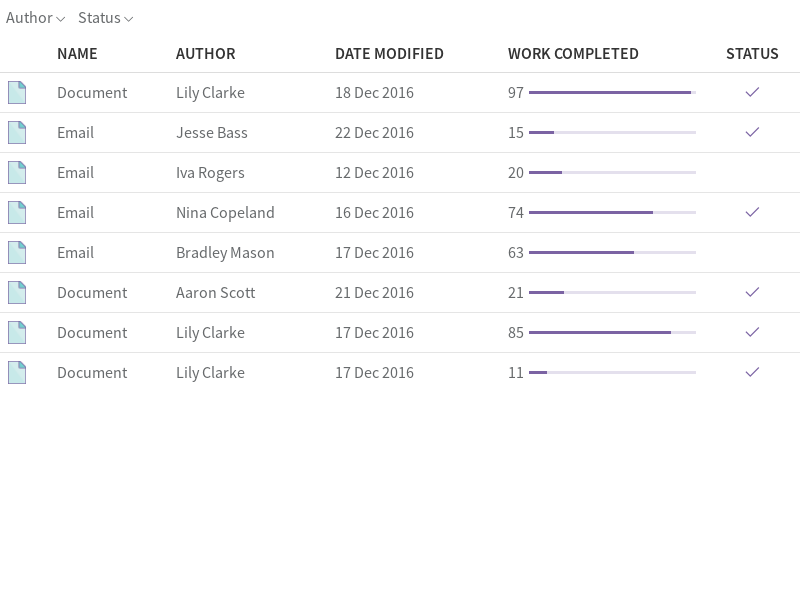 Author Status
NAME AUTHOR DATE MODIFIED WORK COMPLETED STATUS
Document Lily Clarke 18 Dec 2016 97
Email Jesse Bass 22 Dec 2016 15
Email Iva Rogers 12 Dec 2016 20
Email Nina Copeland 16 Dec 2016 74
Email Bradley Mason 17 Dec 2016 63
Document Aaron Scott 21 Dec 2016 21
Document Lily Clarke 17 Dec 2016 85
Document Lily Clarke 17 Dec 2016 11